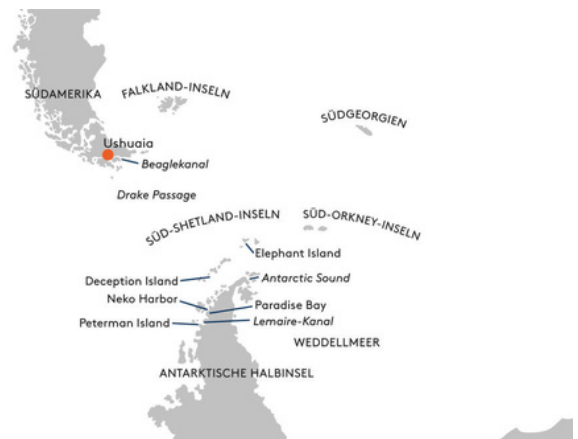 SÜDAMERIKA
FALKLAND-INSELN
SÜDGEORGIEN
Ushuaia
Beaglekanal
Drake Passage
SÜD-SHETLAND-INSELN
SÜD-ORKNEY-INSELN
Elephant Island
Deception Island
Antarctic Sound
Neko Harbor
Paradise Bay
Peterman Island
Lemaire-Kanal
WEDDELLMEER
ANTARKTISCHE HALBINSEL